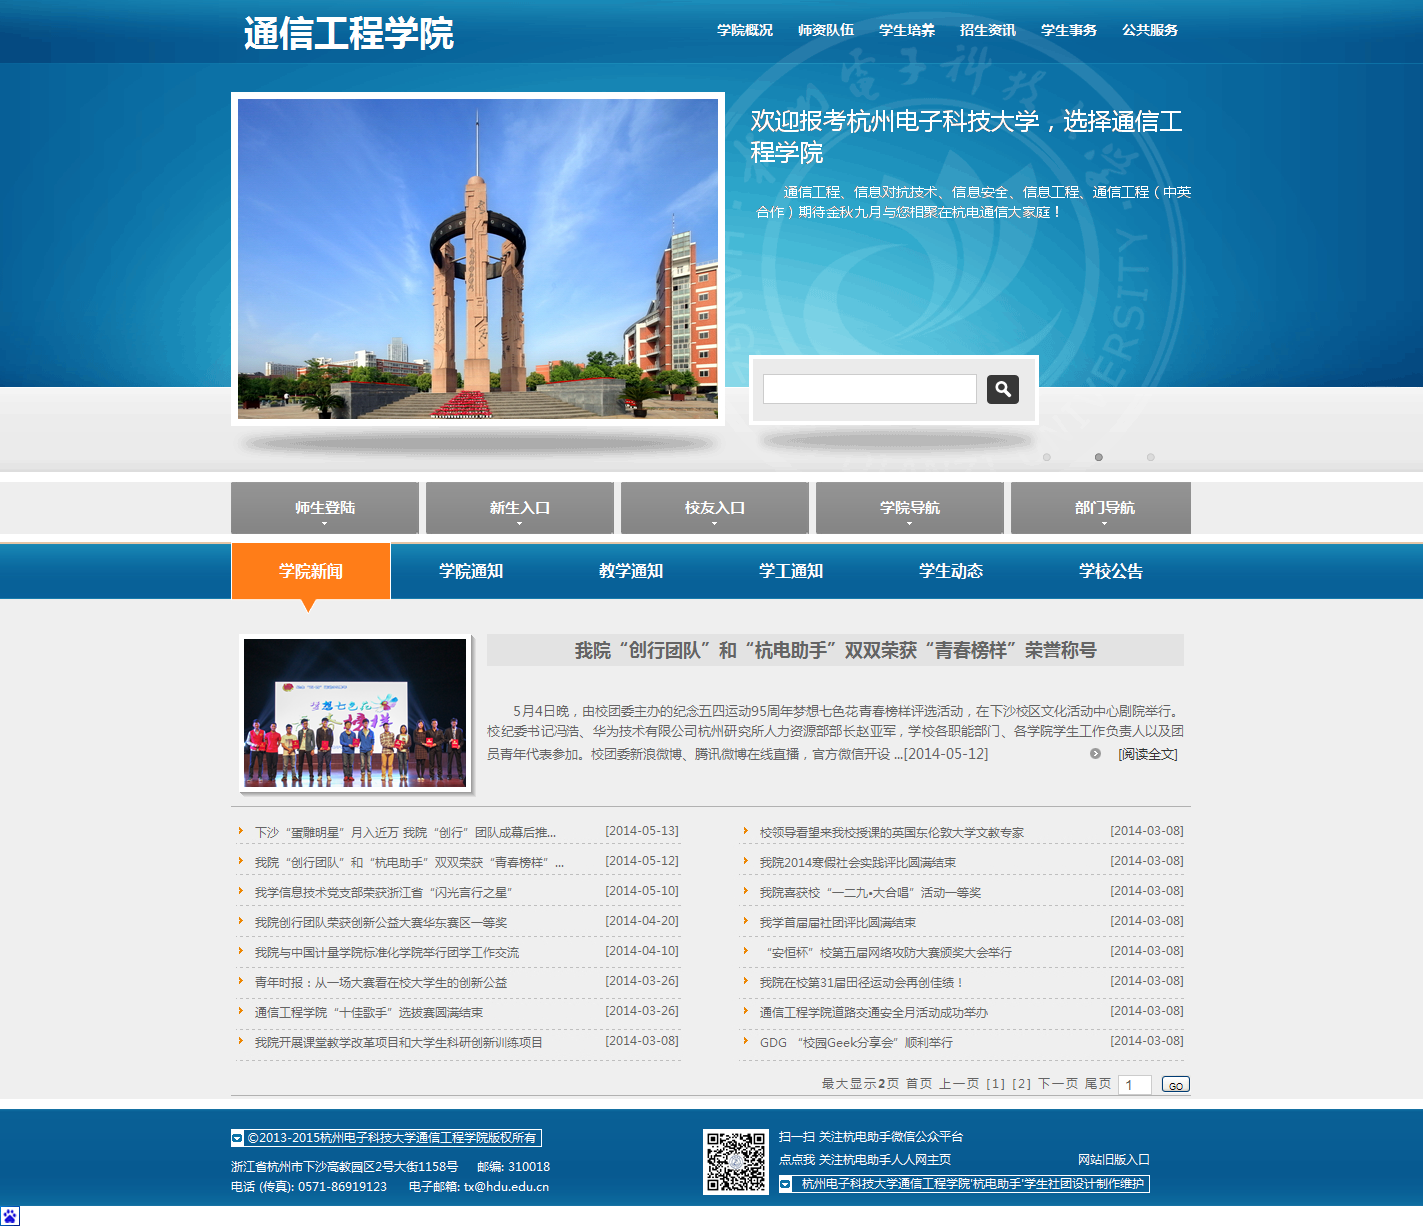 通信工程学院
学院概况 师资队伍 学生培养 招生资讯 学生事务 公共服务
欢迎报考杭州电子科技大学，选择通信工
程学院
通信工程、信息对抗技术、信息安全、信息工程、通信工程（中英
合作）期待金秋九月与您相聚在杭电通信大家庭！
师生登陆 新生入口 校友入口 学院导航 部门导航
学院新闻 学院通知 教学通知 学工通知 学生动态 学校公告
我院“创行团队”和“杭电助手”双双荣获“青春榜样”荣誉称号
5月4日晚，由校团委主办的纪念五四运动95周年梦想七色花青春榜样评选活动，在下沙校区文化活动中心剧院举行。
校纪委书记冯浩、华为技术有限公司杭州研究所人力资源部部长赵亚军，学校各职能部门、各学院学生工作负责人以及团
员青年代表参加。校团委新浪微博、腾讯微博在线直播，官方微信开设 ...[2014-05-12] [阅读全文]
下沙“蛋雕明星”月入近万 我院“创行”团队成幕后推... [2014-05-13]
我院“创行团队”和“杭电助手”双双荣获“青春榜样”... [2014-05-12]
我学信息技术党支部荣获浙江省“闪光言行之星” [2014-05-10]
我院创行团队荣获创新公益大赛华东赛区一等奖 [2014-04-20]
我院与中国计量学院标准化学院举行团学工作交流 [2014-04-10]
青年时报：从一场大赛看在校大学生的创新公益 [2014-03-26]
通信工程学院“十佳歌手”选拔赛圆满结束 [2014-03-26]
我院开展课堂教学改革项目和大学生科研创新训练项目 [2014-03-08]
校领导看望来我校授课的英国东伦敦大学文教专家 [2014-03-08]
我院2014寒假社会实践评比圆满结束 [2014-03-08]
我院喜获校“一二九•大合唱”活动一等奖 [2014-03-08]
我学首届届社团评比圆满结束 [2014-03-08]
“安恒杯”校第五届网络攻防大赛颁奖大会举行 [2014-03-08]
我院在校第31届田径运动会再创佳绩！ [2014-03-08]
通信工程学院道路交通安全月活动成功举办 [2014-03-08]
GDG “校园Geek分享会”顺利举行 [2014-03-08]
最大显示2页 首页 上一页 [1] [2] 下一页 尾页 1 GO
©2013-2015杭州电子科技大学通信工程学院版权所有
浙江省杭州市下沙高教园区2号大街1158号 邮编: 310018
电话 (传真): 0571-86919123 电子邮箱: tx@hdu.edu.cn
扫一扫 关注杭电助手微信公众平台
点点我 关注杭电助手人人网主页 网站旧版入口
杭州电子科技大学通信工程学院'杭电助手'学生社团设计制作维护